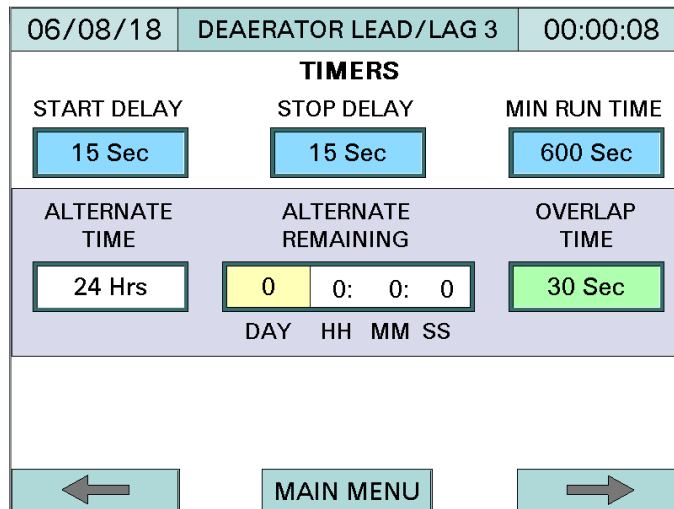 06/08/18 DEAERATOR LEAD/LAG 3 00:00:08
TIMERS
START DELAY STOP DELAY MIN RUN TIME
15 Sec 15 Sec 600 Sec
ALTERNATE ALTERNATE OVERLAP
TIME REMAINING TIME
24 Hrs 0 0: 0: 0 30 Sec
DAY HH MM SS
MAIN MENU